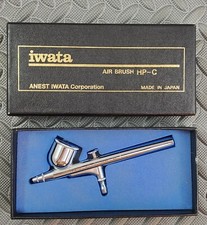 iwata
AIR BRUSH HP-C
ANEST IWATA Corporation MADE IN JAPAN